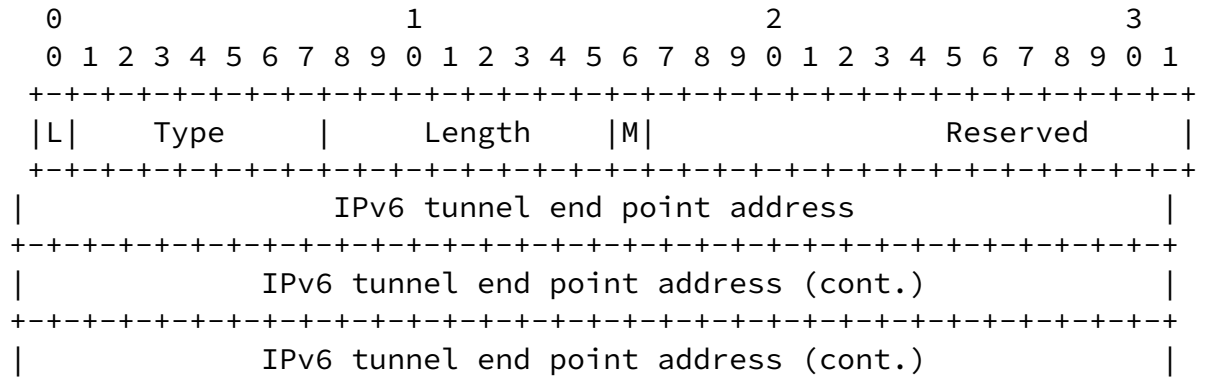 0                   1                   2                   3
 0 1 2 3 4 5 6 7 8 9 0 1 2 3 4 5 6 7 8 9 0 1 2 3 4 5 6 7 8 9 0 1
 +-+-+-+-+-+-+-+-+-+-+-+-+-+-+-+-+-+-+-+-+-+-+-+-+-+-+-+-+-+-+-+-+
 |L|    Type     |     Length    |M|                Reserved     |
 +-+-+-+-+-+-+-+-+-+-+-+-+-+-+-+-+-+-+-+-+-+-+-+-+-+-+-+-+-+-+-+-+
|                 IPv6 tunnel end point address                 |
+-+-+-+-+-+-+-+-+-+-+-+-+-+-+-+-+-+-+-+-+-+-+-+-+-+-+-+-+-+-+-+-+
|             IPv6 tunnel end point address (cont.)             |
+-+-+-+-+-+-+-+-+-+-+-+-+-+-+-+-+-+-+-+-+-+-+-+-+-+-+-+-+-+-+-+-+
|             IPv6 tunnel end point address (cont.)             |